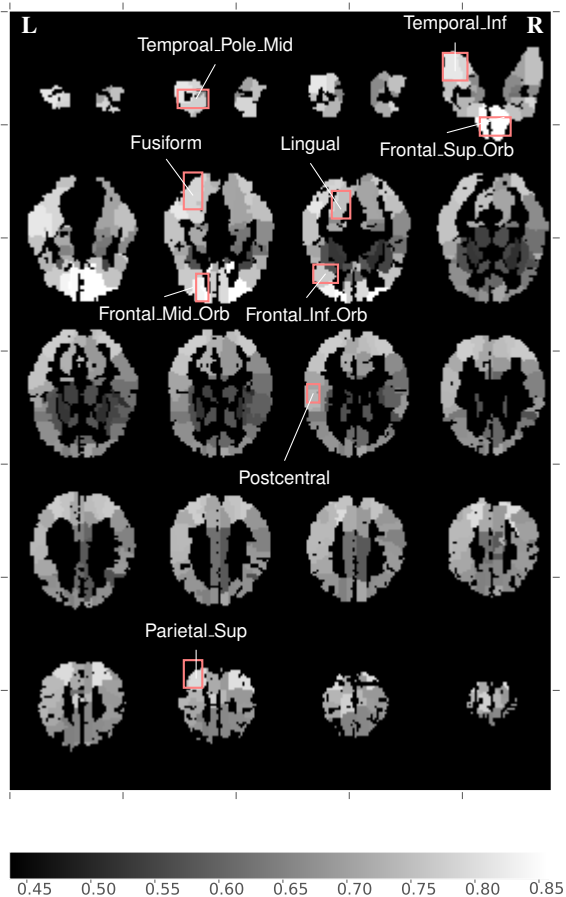 L
Temporal_Inf
R
Temproal_Pole_Mid
Fusiform
Lingual
Frontal_Sup_Orb
Frontal_Mid_Orb
Frontal_Inf_Orb
Postcentral
Parietal_Sup
0.45 0.50 0.55 0.60 0.65 0.70 0.75 0.80 0.85